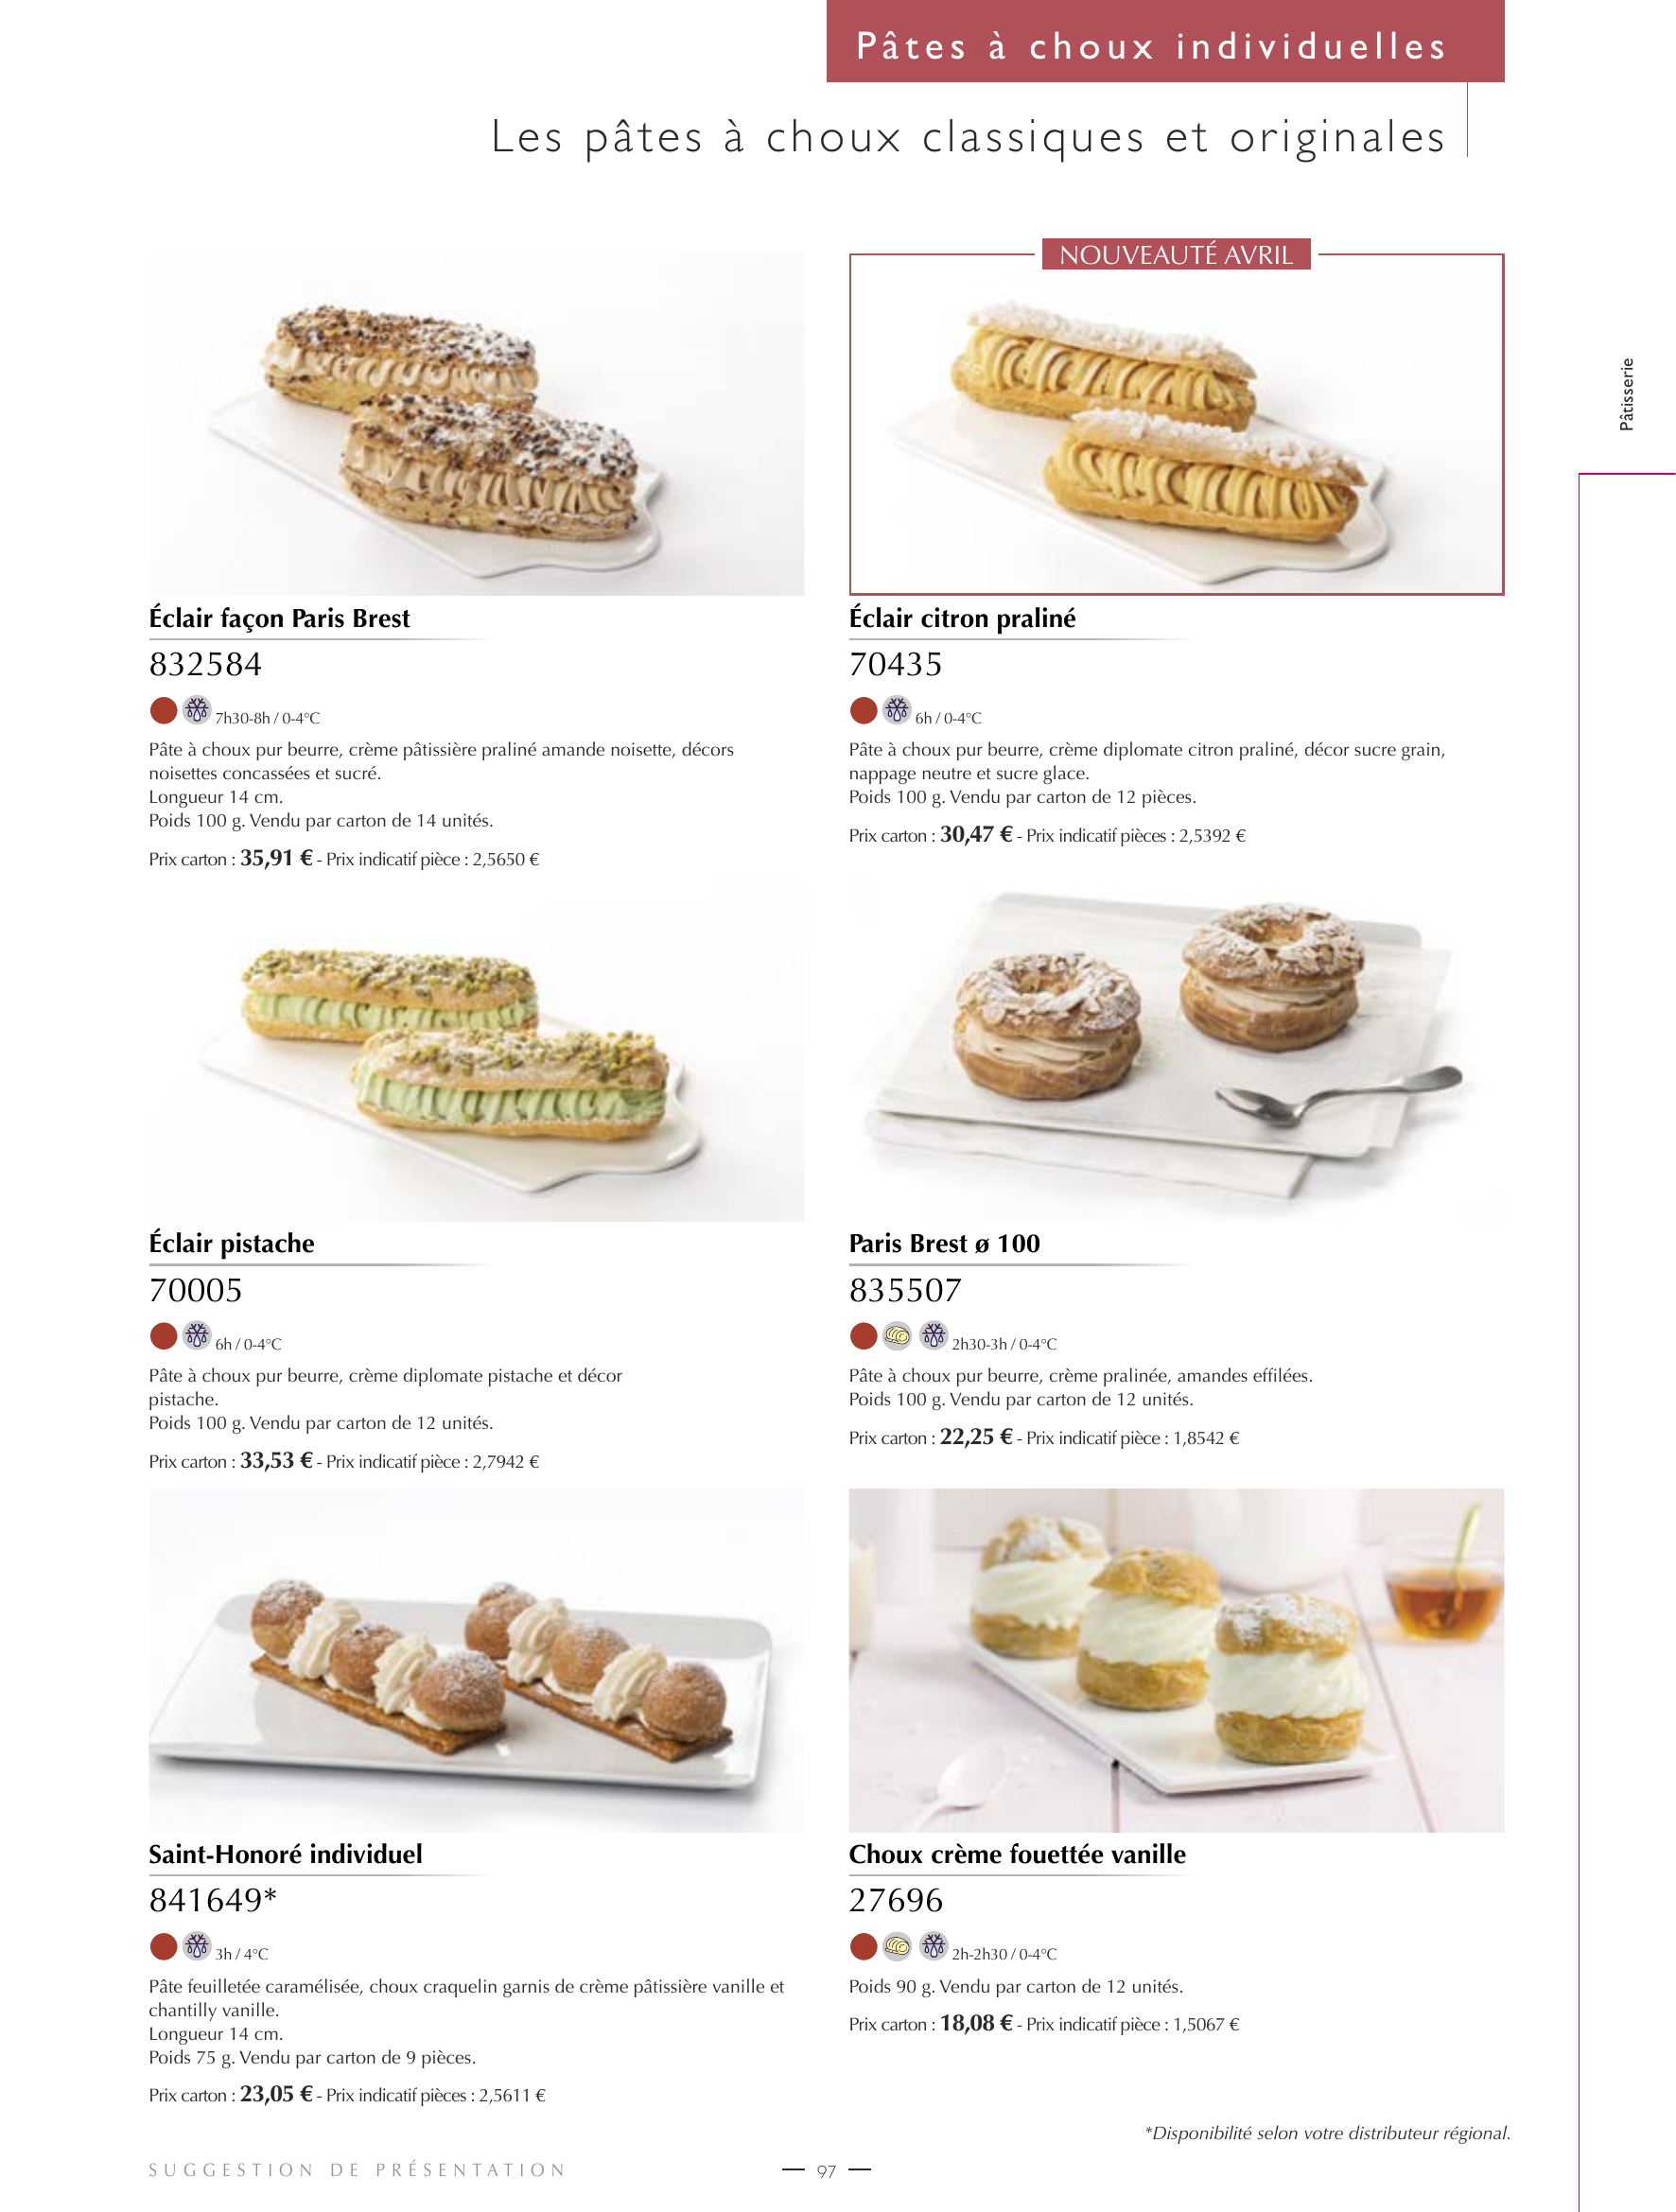 Pâtes à choux individuelles
Les pâtes à choux classiques et originales
Pâtisserie
Éclair façon Paris Brest
832584
7h30-8h / 0-4°C
Pâte à choux pur beurre, crème pâtissière praliné amande noisette, décors
noisettes concassées et sucré.
Longueur 14 cm.
Poids 100 g. Vendu par carton de 14 unités.
Prix carton : 35,91 € - Prix indicatif pièce : 2,5650 €
NOUVEAUTÉ AVRIL
Éclair citron praliné
70435
6h / 0-4°C
Pâte à choux pur beurre, crème diplomate citron praliné, décor sucre grain,
nappage neutre et sucre glace.
Poids 100 g. Vendu par carton de 12 pièces.
Prix carton : 30,47 € - Prix indicatif pièces : 2,5392 €
Éclair pistache
70005
6h / 0-4°C
Pâte à choux pur beurre, crème diplomate pistache et décor
pistache.
Poids 100 g. Vendu par carton de 12 unités.
Prix carton : 33,53 € - Prix indicatif pièce : 2,7942 €
Paris Brest ø 100
835507
2h30-3h / 0-4°C
Pâte à choux pur beurre, crème pralinée, amandes effilées.
Poids 100 g. Vendu par carton de 12 unités.
Prix carton : 22,25 € - Prix indicatif pièce : 1,8542 €
Saint-Honoré individuel
841649*
3h / 4°C
Pâte feuilletée caramélisée, choux craquelin garnis de crème pâtissière vanille et
chantilly vanille.
Longueur 14 cm.
Poids 75 g. Vendu par carton de 9 pièces.
Prix carton : 23,05 € - Prix indicatif pièces : 2,5611 €
Choux crème fouettée vanille
27696
2h-2h30 / 0-4°C
Poids 90 g. Vendu par carton de 12 unités.
Prix carton : 18,08 € - Prix indicatif pièce : 1,5067 €
*Disponibilité selon votre distributeur régional.
SUGGESTION DE PRÉSENTATION
— 97 —